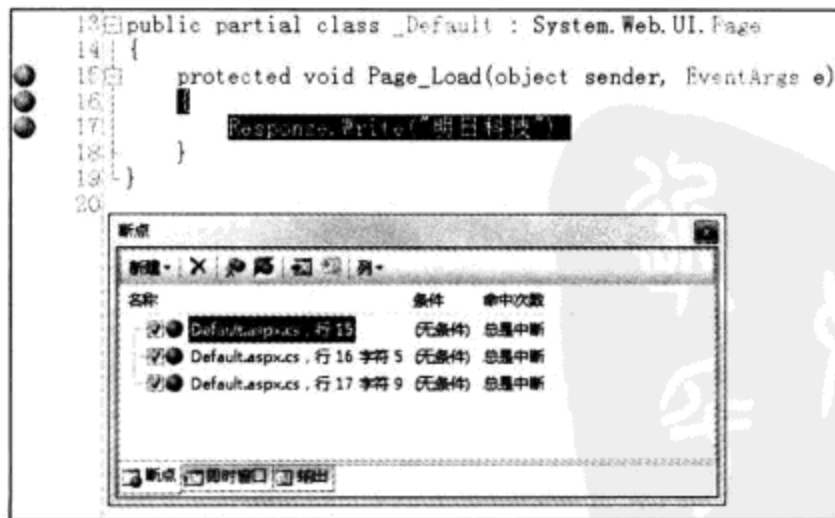 13 public partial class _Default : System.Web.UI.Page
14 {
15 protected void Page_Load(object sender, EventArgs e)
16 {
17 Response.Write("明日科技")
18 }
19 }
20
断点
新建 列
名称 条件 命中次数
Default.aspx.cs，行 15 (无条件) 总是中断
Default.aspx.cs，行 16 字符 5 (无条件) 总是中断
Default.aspx.cs，行 17 字符 9 (无条件) 总是中断
断点 即时窗口 输出